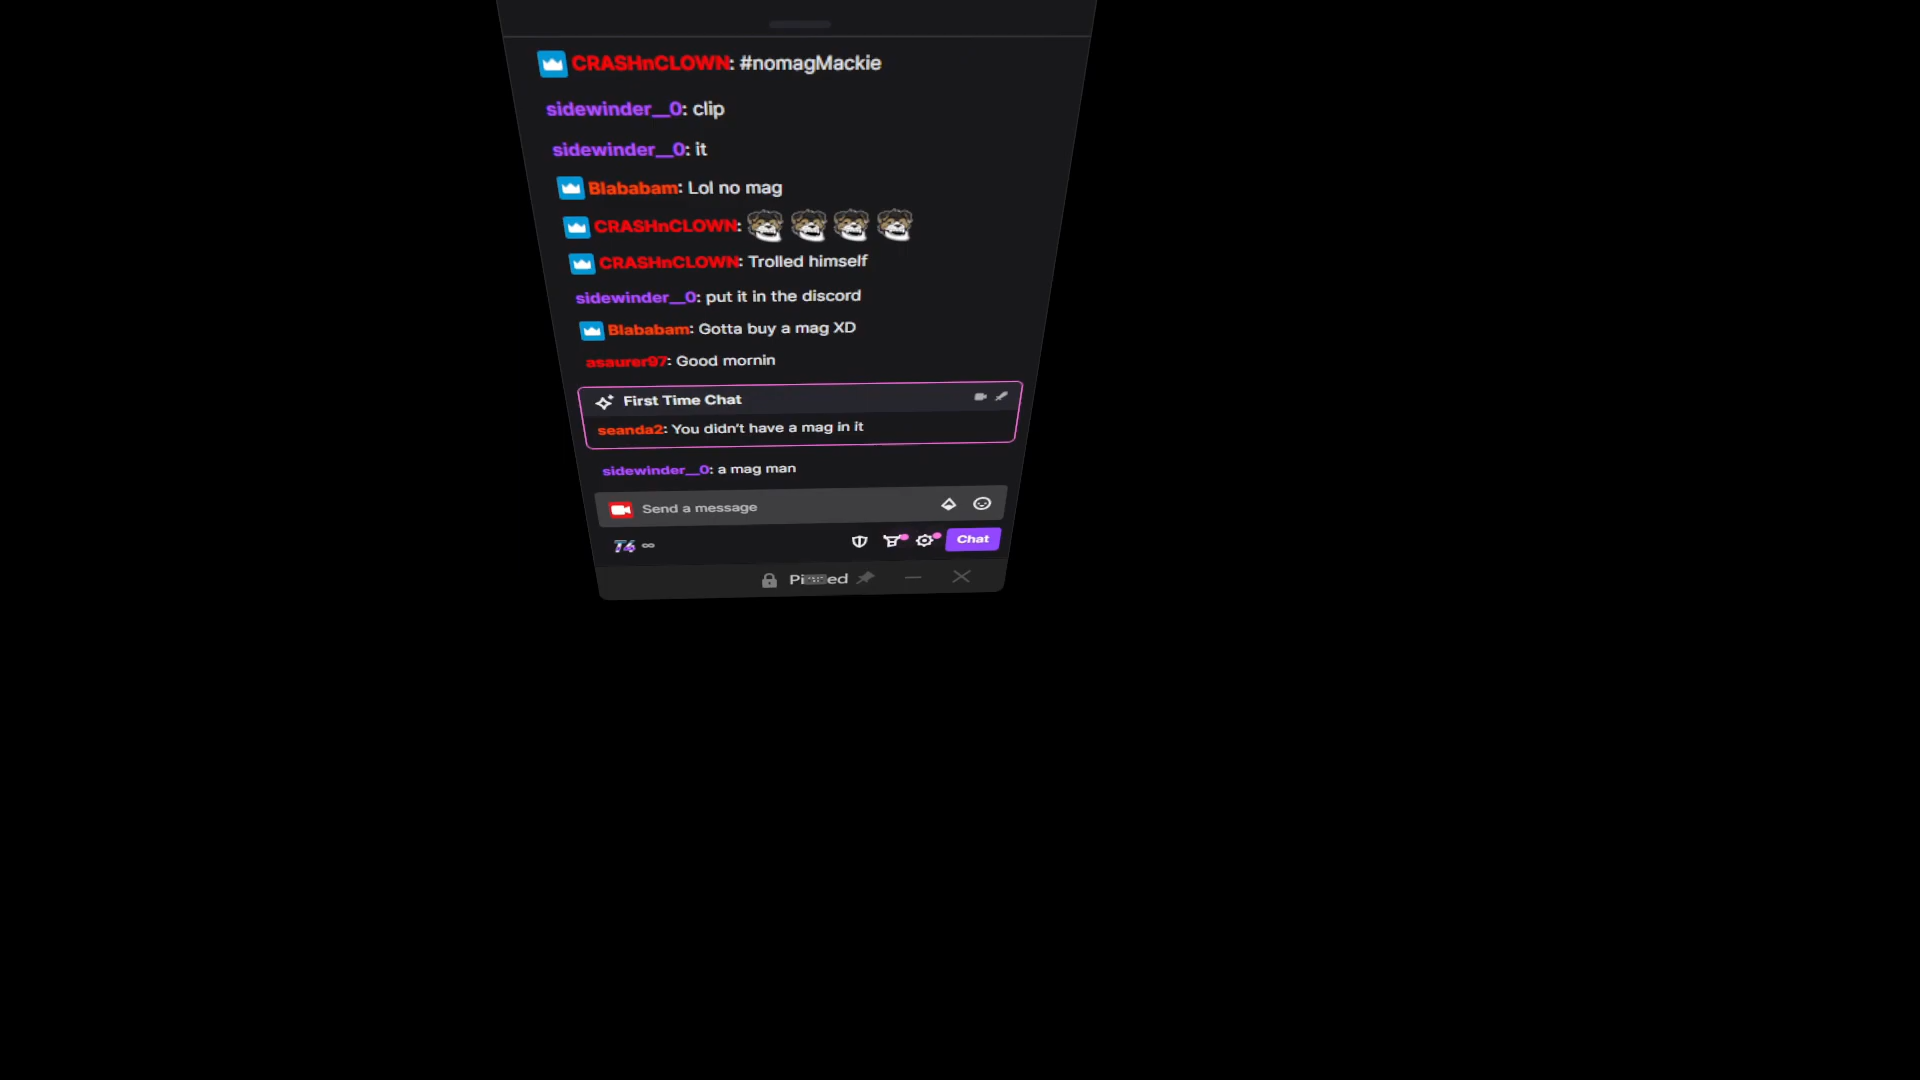 CRASHnCLOWN: #nomagMackie
sidewinder__0: clip
sidewinder__0: it
Blababam: Lol no mag
CRASHnCLOWN:
CRASHnCLOWN: Trolled himself
sidewinder__0: put it in the discord
Blababam: Gotta buy a mag XD
asaurer97: Good mornin
First Time Chat
seanda2: You didn't have a mag in it
sidewinder__0: a mag man
Send a message
∞
Chat